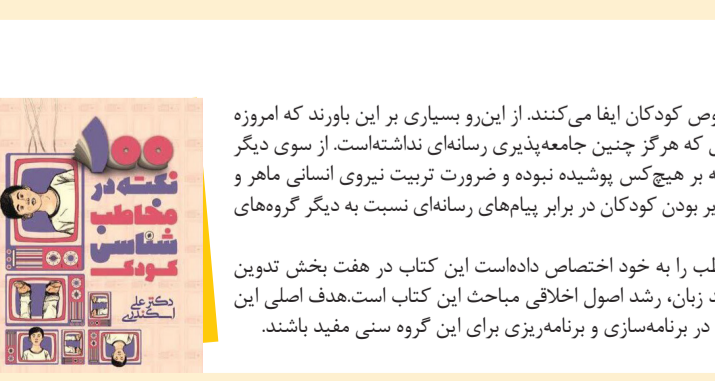 وص کودکان ایفا می‌کنند. از این‌رو بسیاری بر این باورند که امروزه
که هرگز چنین جامعه‌پذیری رسانه‌ای نداشته‌است. از سوی دیگر
ه بر هیچ‌کس پوشیده نبوده و ضرورت تربیت نیروی انسانی ماهر و
یر بودن کودکان در برابر پیام‌های رسانه‌ای نسبت به دیگر گروه‌های
طب را به خود اختصاص داده‌است این کتاب در هفت بخش تدوین
د زبان، رشد اصول اخلاقی مباحث این کتاب است.هدف اصلی این
در برنامه‌سازی و برنامه‌ریزی برای این گروه سنی مفید باشند.
۱۰۰
نکته در
مخاطب
شناسی
کودک
دکتر علی
اسکندری